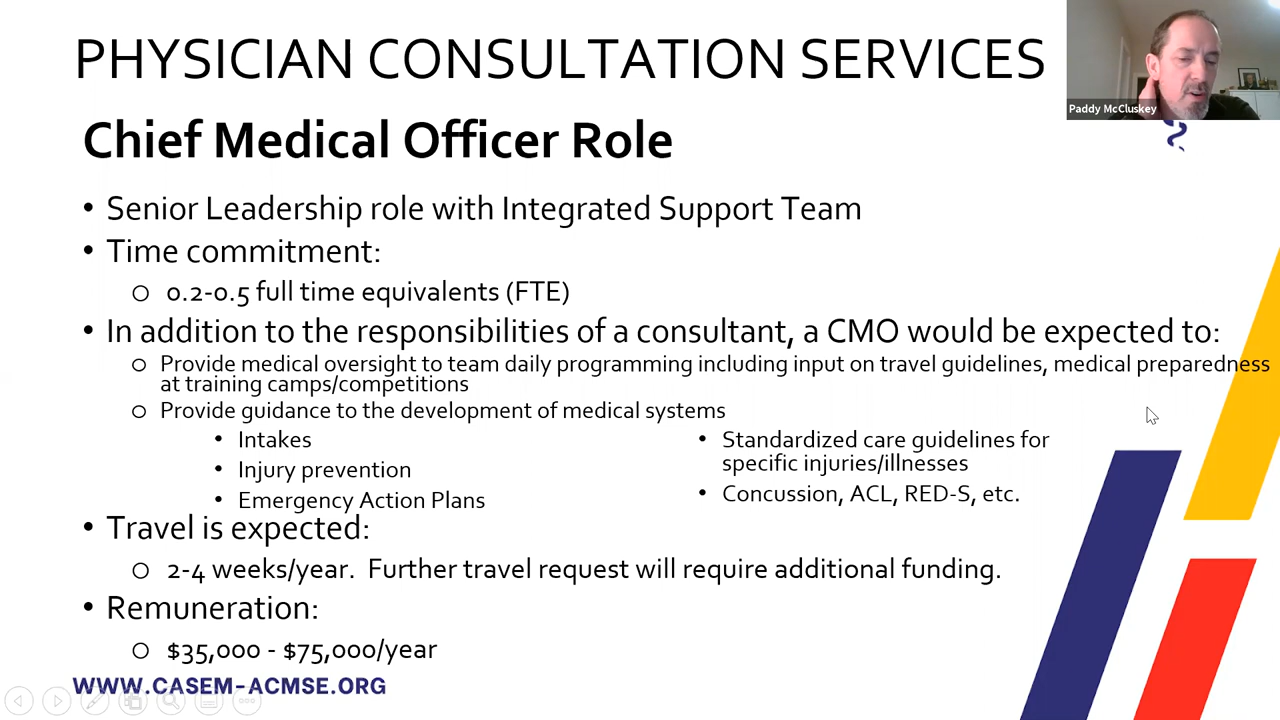 PHYSICIAN CONSULTATION SERVICES
Paddy McCluskey
Chief Medical Officer Role
• Senior Leadership role with Integrated Support Team
• Time commitment:
o 0.2-0.5 full time equivalents (FTE)
• In addition to the responsibilities of a consultant, a CMO would be expected to:
o Provide medical oversight to team daily programming including input on travel guidelines, medical preparedness
at training camps/competitions
o Provide guidance to the development of medical systems
• Intakes
• Injury prevention
• Emergency Action Plans
• Standardized care guidelines for
specific injuries/illnesses
• Concussion, ACL, RED-S, etc.
• Travel is expected:
o 2-4 weeks/year.  Further travel request will require additional funding.
• Remuneration:
o $35,000 - $75,000/year
WWW.CASEM-ACMSE.ORG